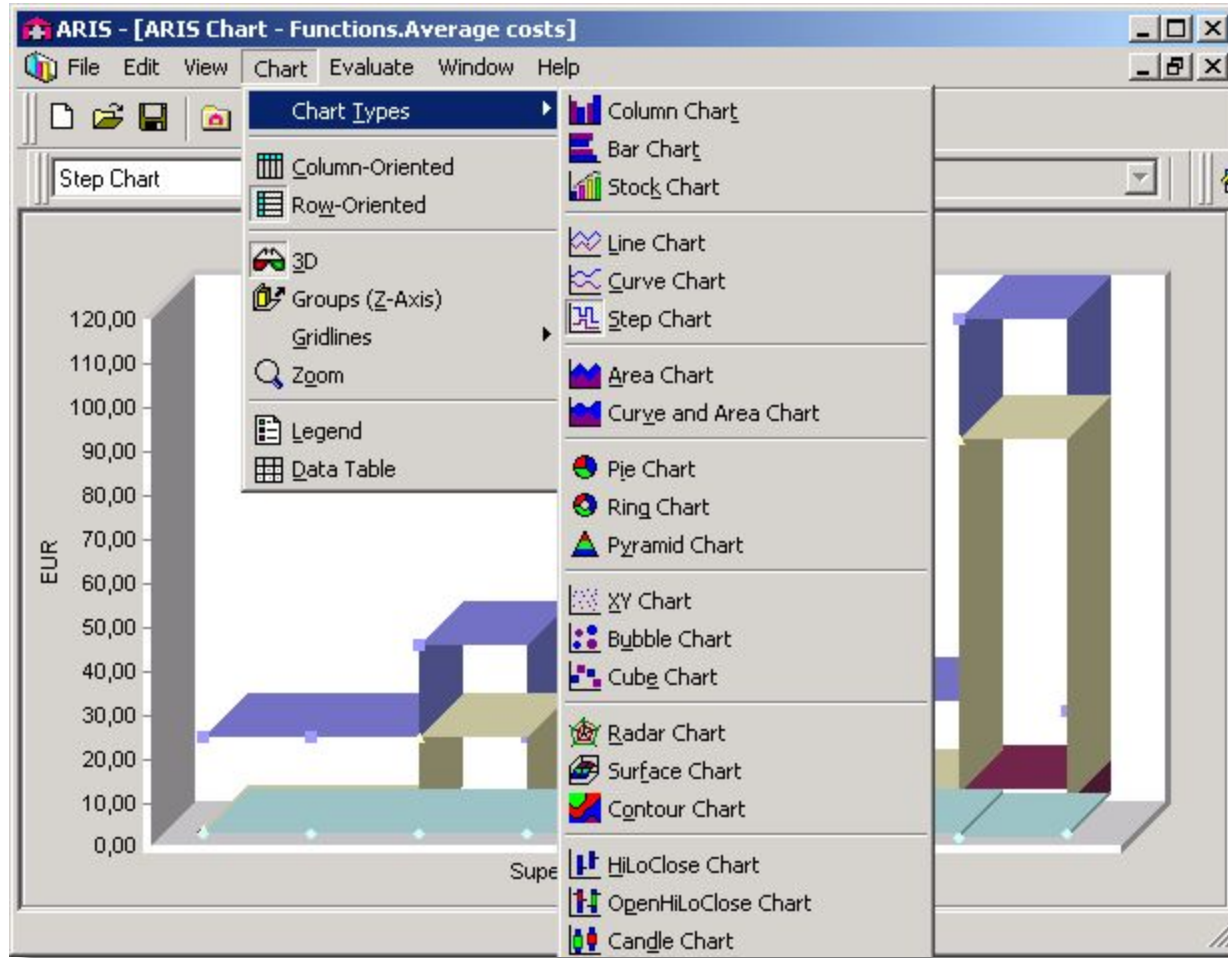 ARIS - [ARIS Chart - Functions.Average costs]
File Edit View Chart Evaluate Window Help
Step Chart
Chart Types
Column-Oriented
Row-Oriented
3D
Groups (Z-Axis)
Gridlines
Zoom
Legend
Data Table
Column Chart
Bar Chart
Stock Chart
Line Chart
Curve Chart
Step Chart
Area Chart
Curve and Area Chart
Pie Chart
Ring Chart
Pyramid Chart
XY Chart
Bubble Chart
Cube Chart
Radar Chart
Surface Chart
Contour Chart
HiLoClose Chart
OpenHiLoClose Chart
Candle Chart
120,00
110,00
100,00
90,00
80,00
70,00
60,00
50,00
40,00
30,00
20,00
10,00
0,00
EUR
Supe